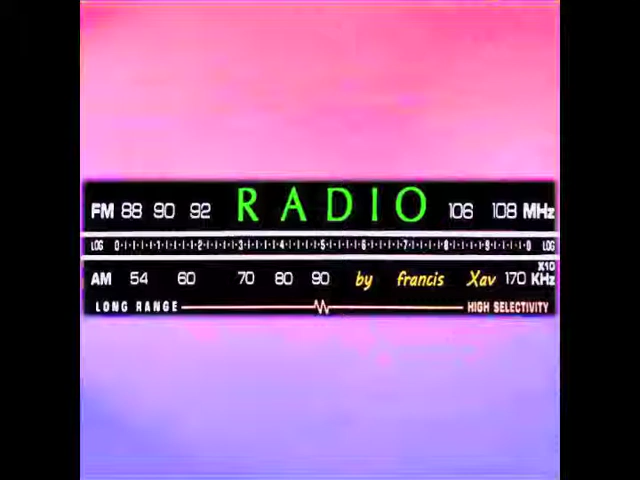 FM 88 90 92 RADIO 106 108 MHz
LOG 0 1 2 3 4 5 6 7 8 9 0 LOG
X10
AM 54 60 70 80 90 by francis Xav 170 KHz
LONG RANGE HIGH SELECTIVITY